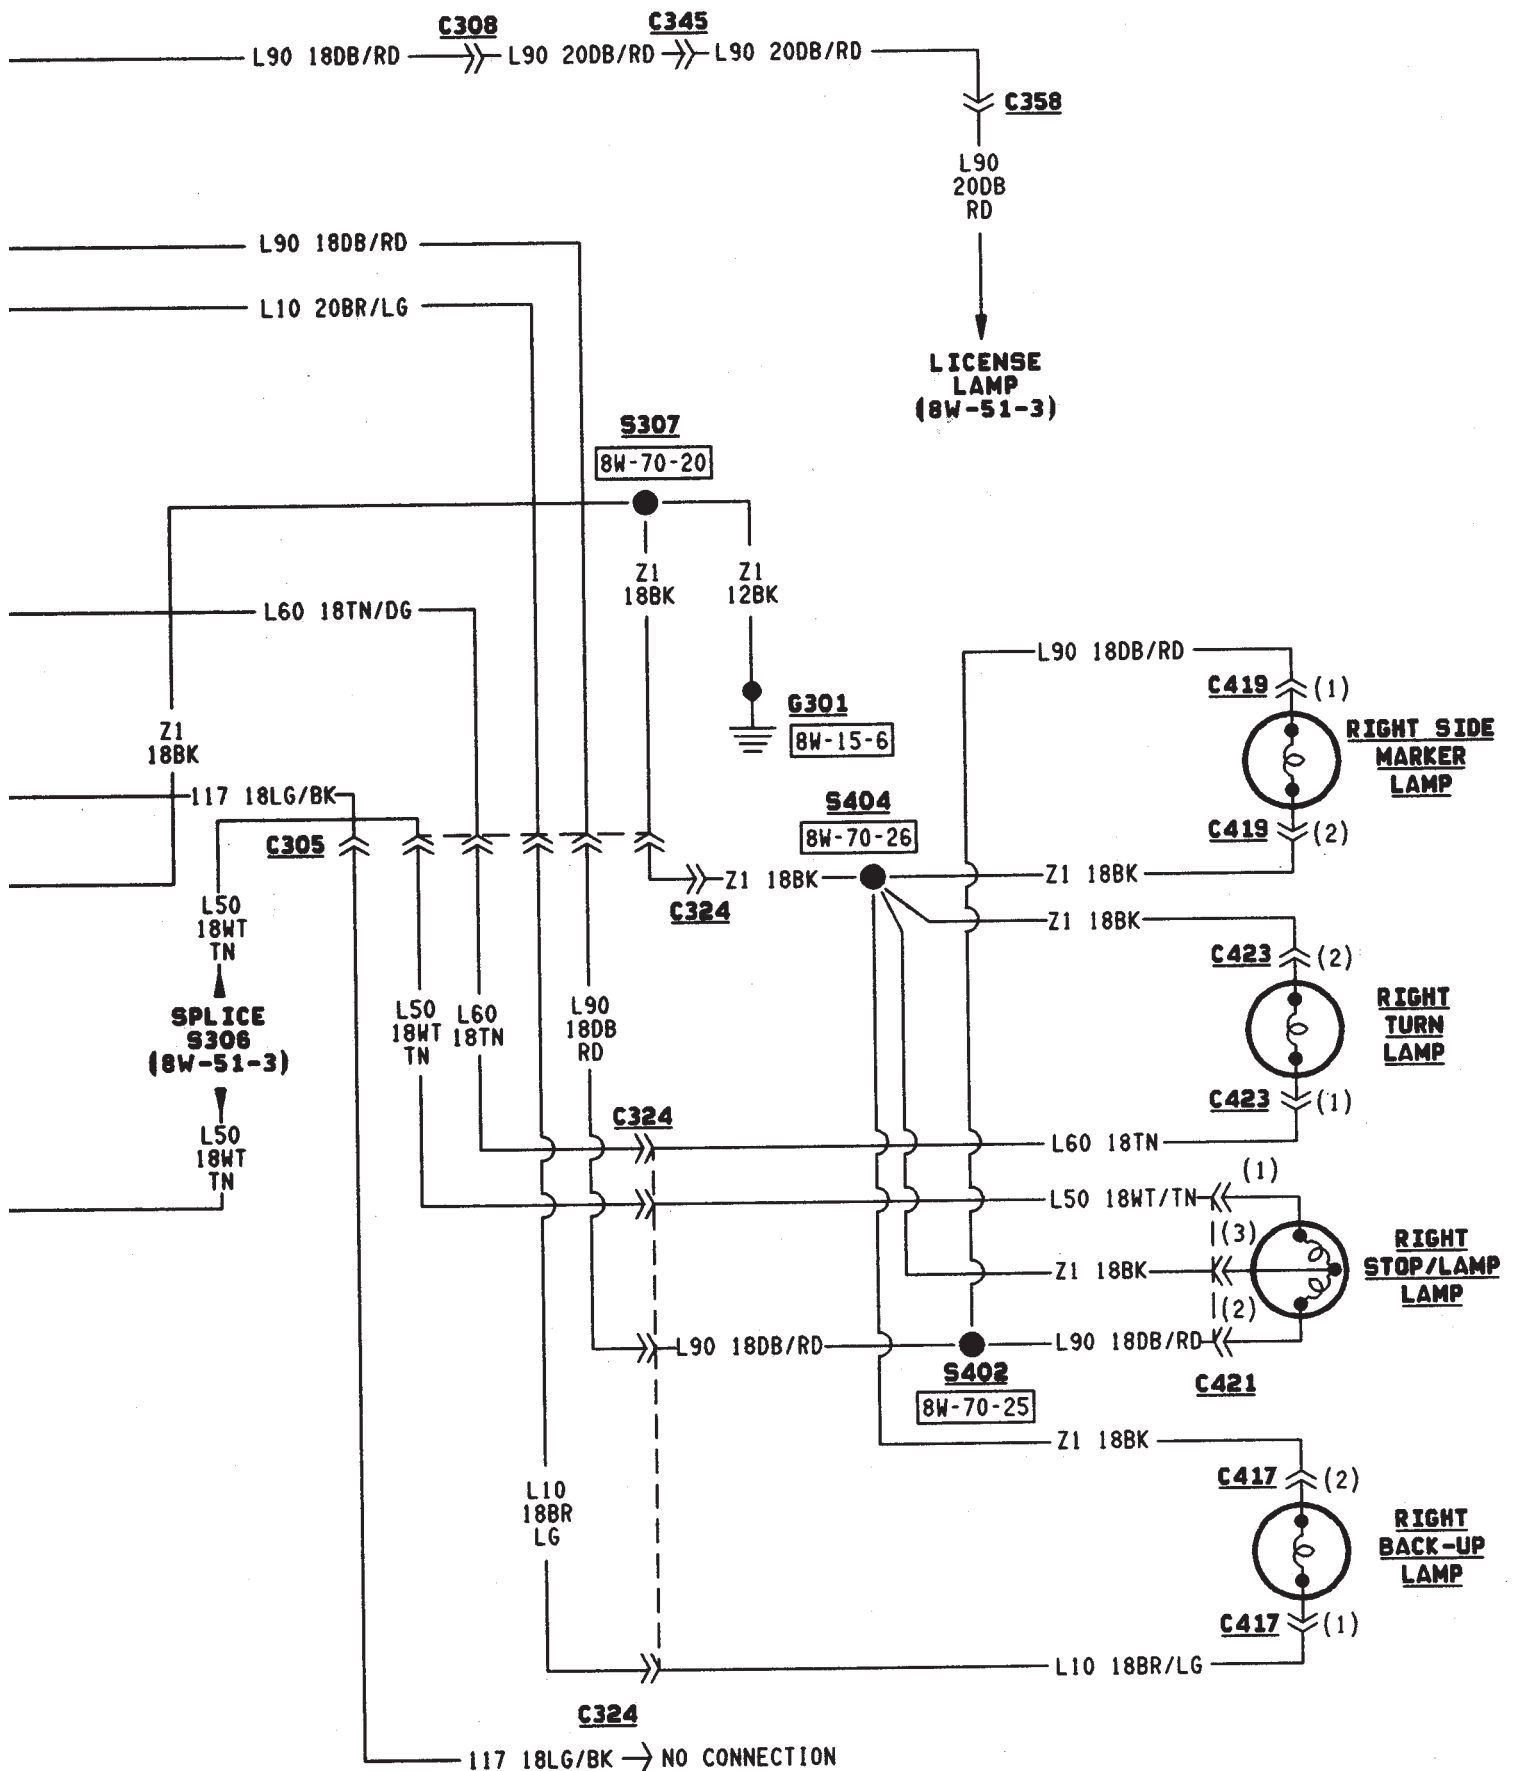 C308
C345
L90 18DB/RD
L90 20DB/RD
L90 20DB/RD
C358
L90
20DB
RD
L90 18DB/RD
L10 20BR/LG
LICENSE
LAMP
(8W-51-3)
S307
8W-70-20
Z1
18BK
Z1
12BK
L60 18TN/DG
L90 18DB/RD
C419
(1)
G301
8W-15-6
RIGHT SIDE
MARKER
LAMP
Z1
18BK
117 18LG/BK
S404
8W-70-26
C419
(2)
C305
Z1 18BK
C324
Z1 18BK
L50
18WT
TN
Z1 18BK
C423
(2)
SPLICE
S306
(8W-51-3)
L50
18WT
TN
L60
18TN
L90
18DB
RD
RIGHT
TURN
LAMP
C423
(1)
L50
18WT
TN
C324
L60 18TN
(1)
L50 18WT/TN
(3)
Z1 18BK
(2)
RIGHT
STOP/LAMP
LAMP
L90 18DB/RD
L90 18DB/RD
S402
8W-70-25
C421
Z1 18BK
C417
(2)
L10
18BR
LG
RIGHT
BACK-UP
LAMP
C417
(1)
L10 18BR/LG
C324
117 18LG/BK
NO CONNECTION